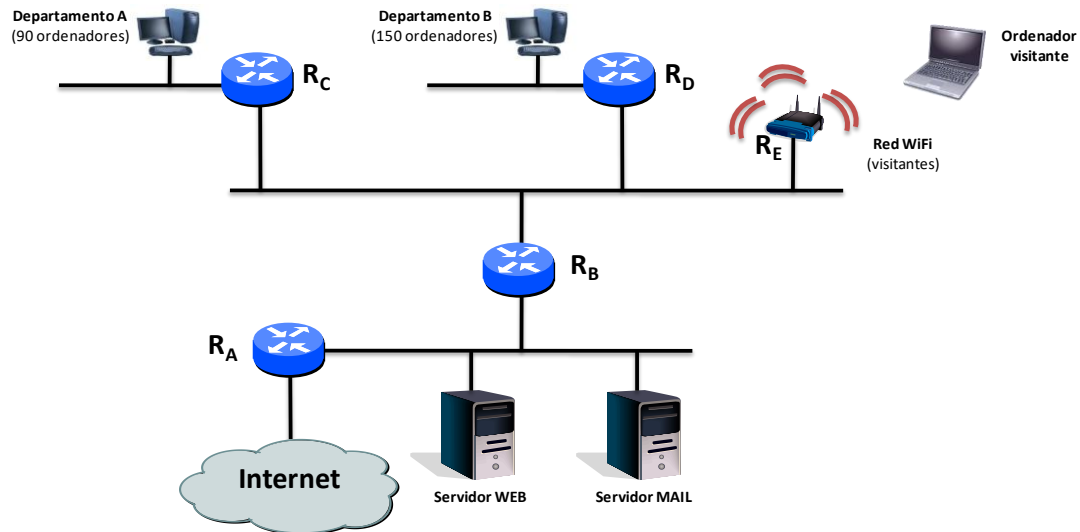 Departamento A
(90 ordenadores)
Departamento B
(150 ordenadores)
Ordenador
visitante
R_C
R_D
R_E
Red WiFi
(visitantes)
R_B
R_A
Internet
Servidor WEB
Servidor MAIL